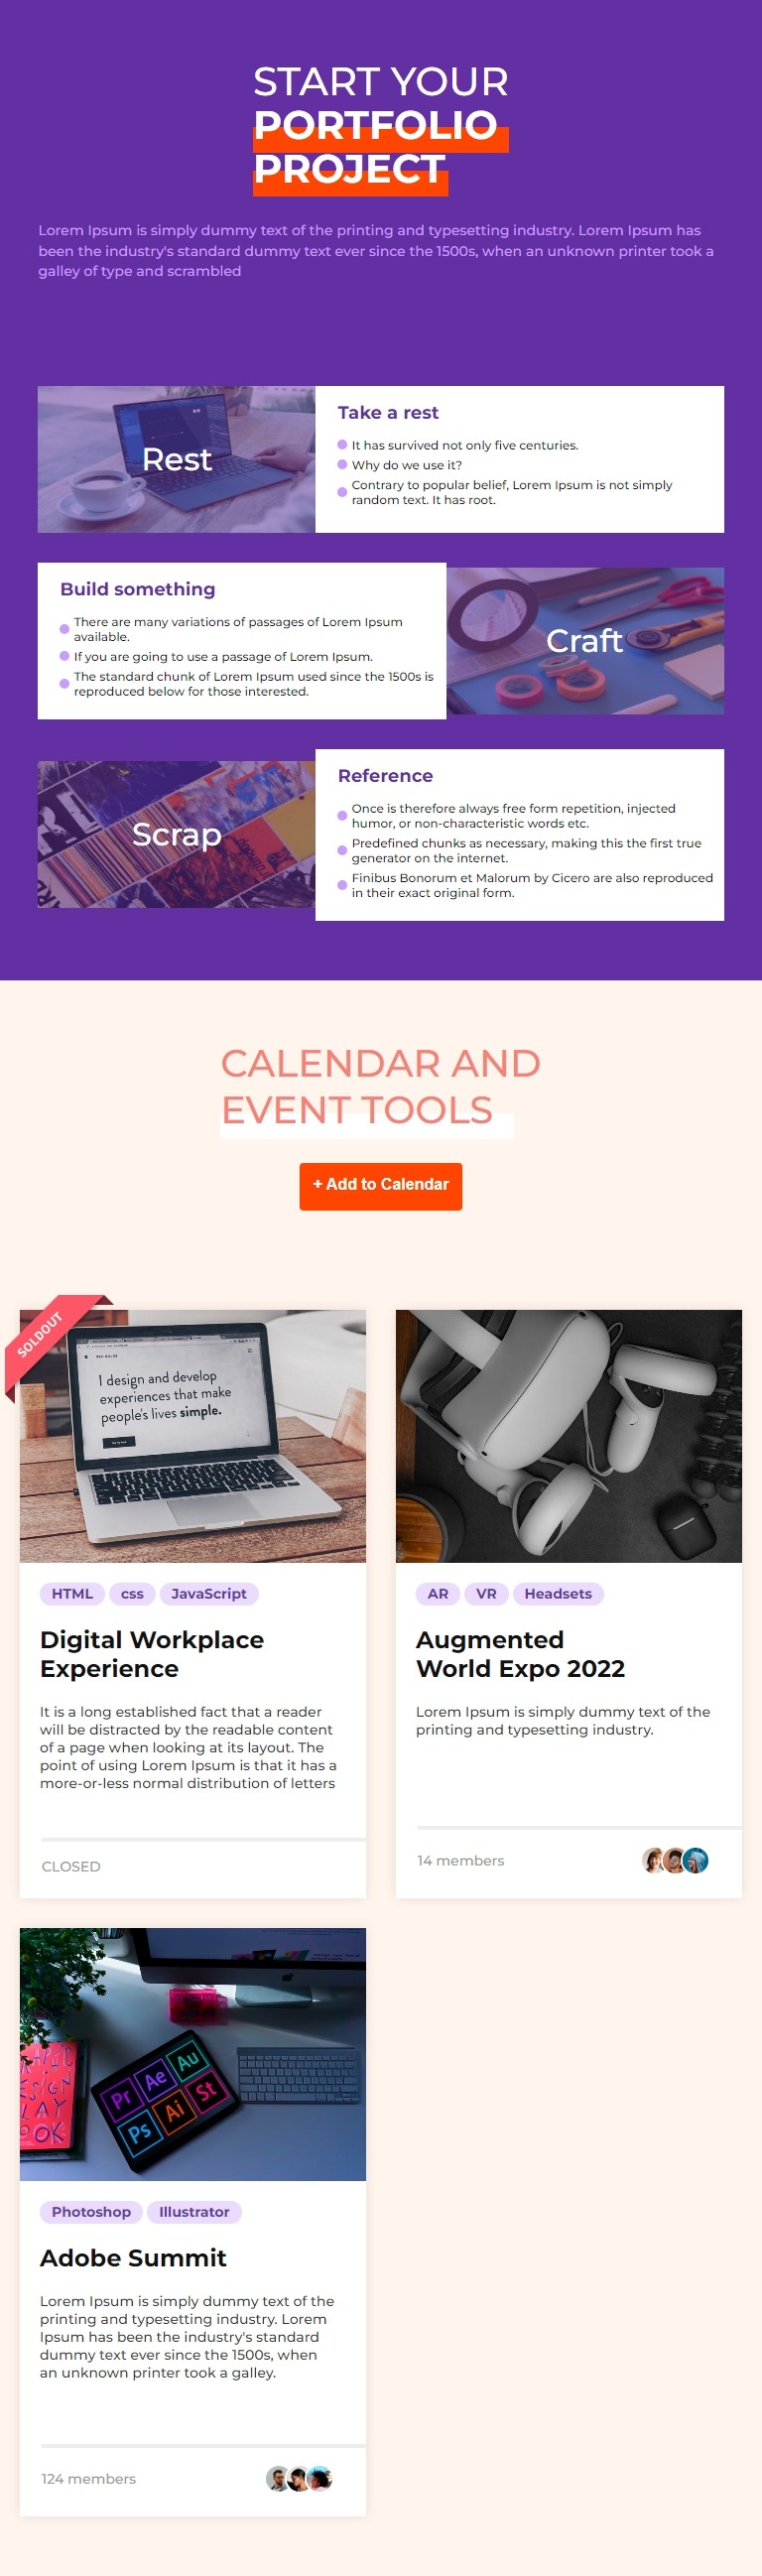 START YOUR
PORTFOLIO
PROJECT
Lorem Ipsum is simply dummy text of the printing and typesetting industry. Lorem Ipsum has
been the industry's standard dummy text ever since the 1500s, when an unknown printer took a
galley of type and scrambled
Rest
Take a rest
It has survived not only five centuries.
Why do we use it?
Contrary to popular belief, Lorem Ipsum is not simply
random text. It has root.
Build something
There are many variations of passages of Lorem Ipsum
available.
If you are going to use a passage of Lorem Ipsum.
The standard chunk of Lorem Ipsum used since the 1500s is
reproduced below for those interested.
Craft
Scrap
Reference
Once is therefore always free form repetition, injected
humor, or non-characteristic words etc.
Predefined chunks as necessary, making this the first true
generator on the internet.
Finibus Bonorum et Malorum by Cicero are also reproduced
in their exact original form.
CALENDAR AND
EVENT TOOLS
+ Add to Calendar
SOLDOUT
I design and develop
experiences that make
people's lives simple.
HTML css JavaScript
Digital Workplace
Experience
It is a long established fact that a reader
will be distracted by the readable content
of a page when looking at its layout. The
point of using Lorem Ipsum is that it has a
more-or-less normal distribution of letters
CLOSED
AR VR Headsets
Augmented
World Expo 2022
Lorem Ipsum is simply dummy text of the
printing and typesetting industry.
14 members
Pr Ae Au
Ps Ai St
Photoshop Illustrator
Adobe Summit
Lorem Ipsum is simply dummy text of the
printing and typesetting industry. Lorem
Ipsum has been the industry's standard
dummy text ever since the 1500s, when
an unknown printer took a galley.
124 members